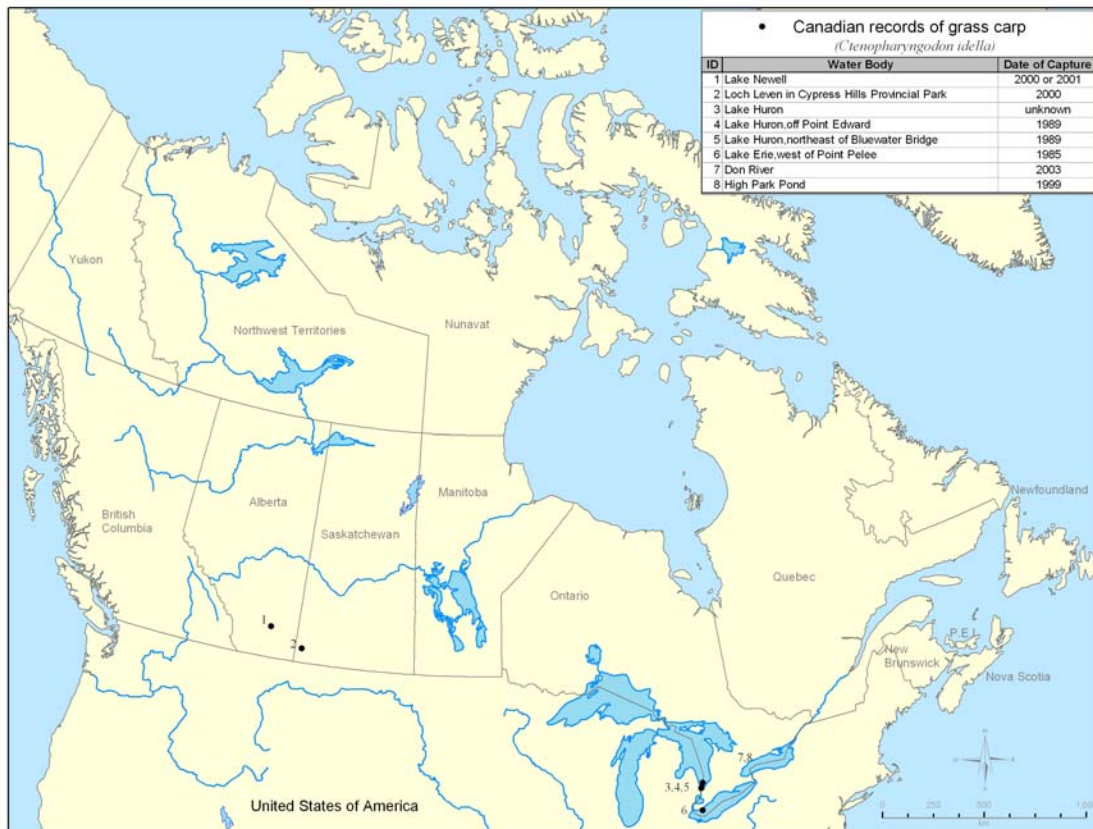 • Canadian records of grass carp
(Ctenopharyngodon idella)
ID Water Body Date of Capture
1 Lake Newell 2000 or 2001
2 Loch Leven in Cypress Hills Provincial Park 2000
3 Lake Huron unknown
4 Lake Huron,off Point Edward 1989
5 Lake Huron,northeast of Bluewater Bridge 1989
6 Lake Erie,west of Point Pelee 1985
7 Don River 2003
8 High Park Pond 1999
Yukon
Northwest Territories
Nunavat
British
Columbia
Alberta
Saskatchewan
Manitoba
Newfoundland
Ontario
Quebec
P.E.I.
New
Brunswick
Nova Scotia
1
2
7,8
3,4,5
6
United States of America
0 250 500 1,000
km